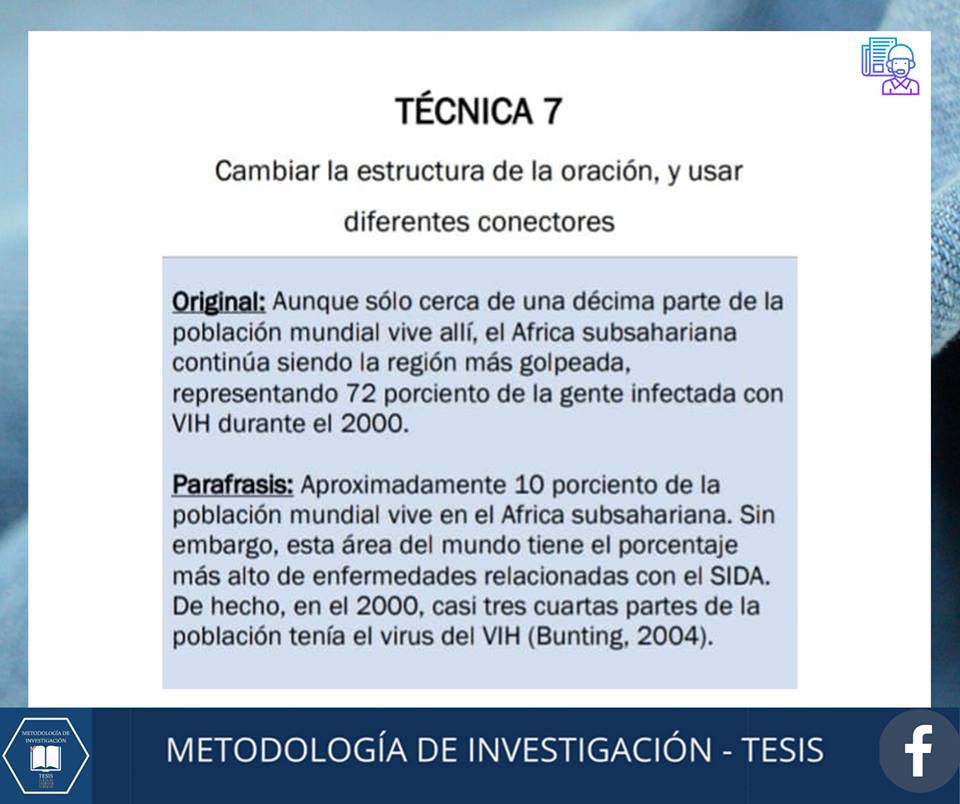 TÉCNICA 7
Cambiar la estructura de la oración, y usar
diferentes conectores
Original: Aunque sólo cerca de una décima parte de la
población mundial vive allí, el Africa subsahariana
continúa siendo la región más golpeada,
representando 72 porciento de la gente infectada con
VIH durante el 2000.
Parafrasis: Aproximadamente 10 porciento de la
población mundial vive en el Africa subsahariana. Sin
embargo, esta área del mundo tiene el porcentaje
más alto de enfermedades relacionadas con el SIDA.
De hecho, en el 2000, casi tres cuartas partes de la
población tenía el virus del VIH (Bunting, 2004).
METODOLOGÍA DE
INVESTIGACIÓN
TESIS
METODOLOGÍA DE INVESTIGACIÓN - TESIS
f